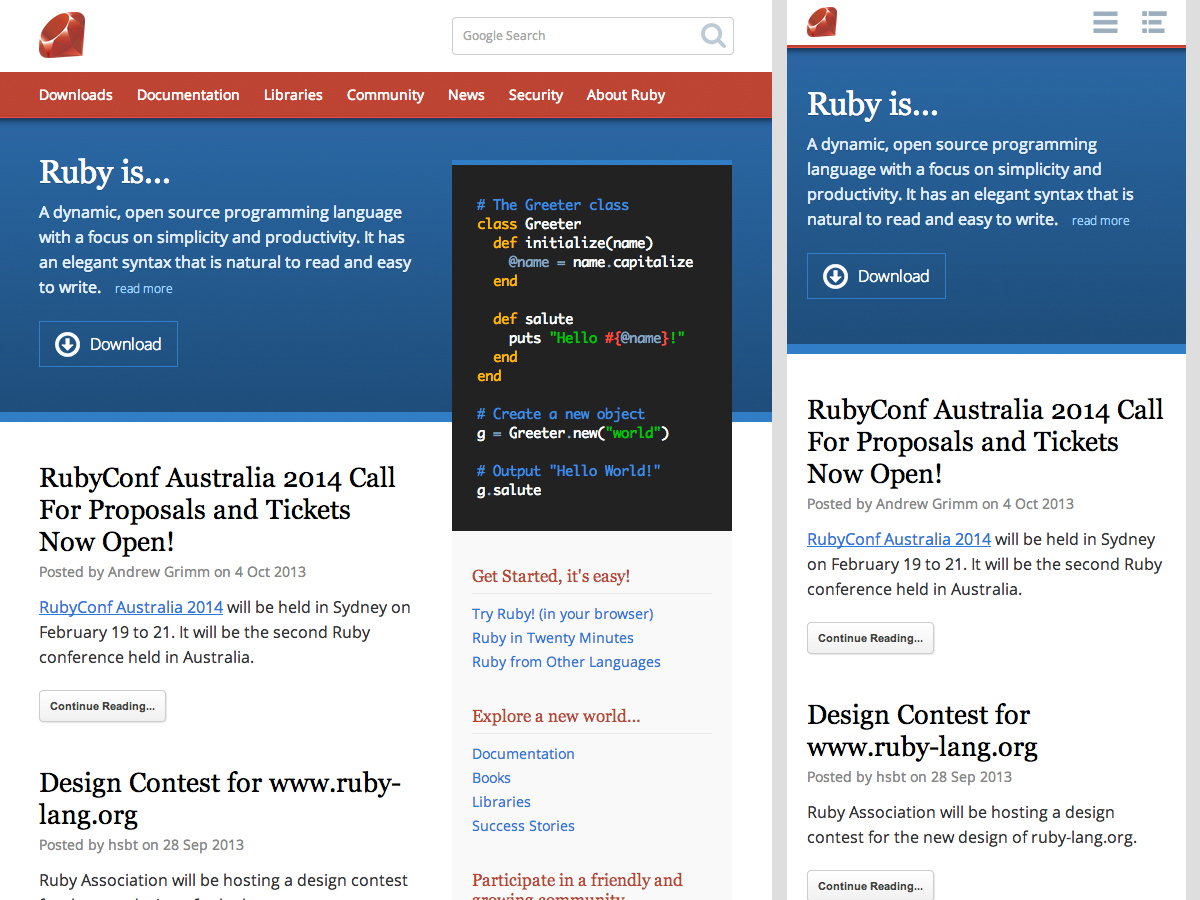 Google Search
Downloads Documentation Libraries Community News Security About Ruby
Ruby is...
A dynamic, open source programming language
with a focus on simplicity and productivity. It has
an elegant syntax that is natural to read and easy
to write. read more
Download
# The Greeter class
class Greeter
  def initialize(name)
    @name = name.capitalize
  end

  def salute
    puts "Hello #{@name}!"
  end
end

# Create a new object
g = Greeter.new("world")

# Output "Hello World!"
g.salute
RubyConf Australia 2014 Call
For Proposals and Tickets
Now Open!
Posted by Andrew Grimm on 4 Oct 2013
RubyConf Australia 2014 will be held in Sydney on
February 19 to 21. It will be the second Ruby
conference held in Australia.
Continue Reading...
Design Contest for www.ruby-
lang.org
Posted by hsbt on 28 Sep 2013
Ruby Association will be hosting a design contest
Get Started, it's easy!
Try Ruby! (in your browser)
Ruby in Twenty Minutes
Ruby from Other Languages
Explore a new world...
Documentation
Books
Libraries
Success Stories
Participate in a friendly and
growing community
Ruby is...
A dynamic, open source programming
language with a focus on simplicity and
productivity. It has an elegant syntax that is
natural to read and easy to write. read more
Download
RubyConf Australia 2014 Call
For Proposals and Tickets
Now Open!
Posted by Andrew Grimm on 4 Oct 2013
RubyConf Australia 2014 will be held in Sydney
on February 19 to 21. It will be the second Ruby
conference held in Australia.
Continue Reading...
Design Contest for
www.ruby-lang.org
Posted by hsbt on 28 Sep 2013
Ruby Association will be hosting a design
contest for the new design of ruby-lang.org.
Continue Reading...